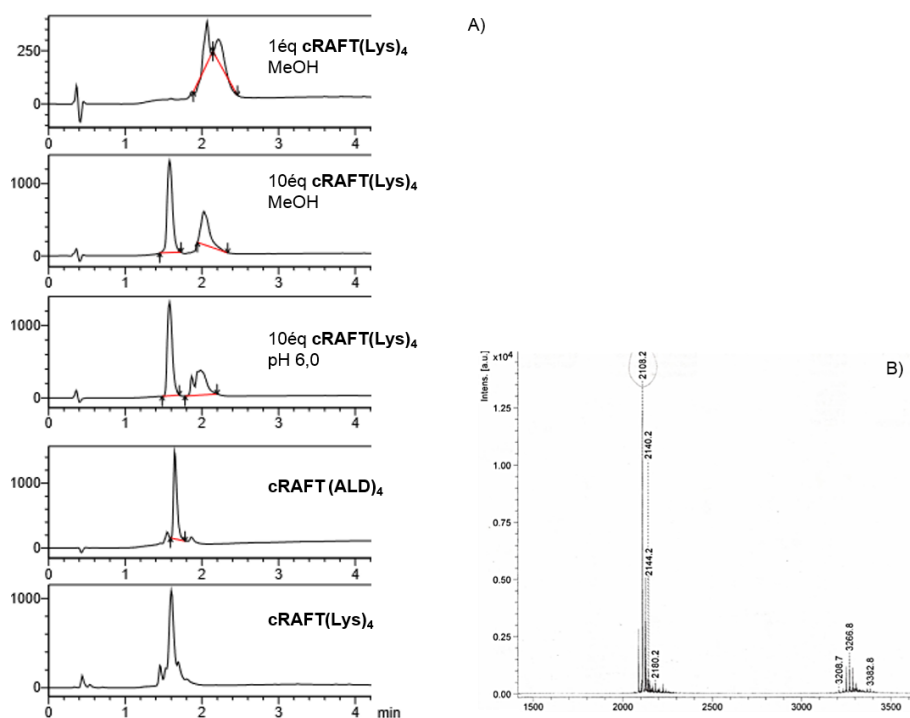 A)
1éq cRAFT(Lys)4
MeOH
250
0
0 1 2 3 4
10éq cRAFT(Lys)4
MeOH
1000
0
0 1 2 3 4
10éq cRAFT(Lys)4
pH 6,0
1000
0
0 1 2 3 4
cRAFT (ALD)4
1000
0
0 1 2 3 4
cRAFT(Lys)4
1000
0
0 1 2 3 4 min
B)
Intens. [a.u.]
x10^4
1.25
1.00
0.75
0.50
0.25
0.00
2108.2
2140.2
2144.2
2180.2
3208.7
3266.8
3382.8
1500 2000 2500 3000 3500